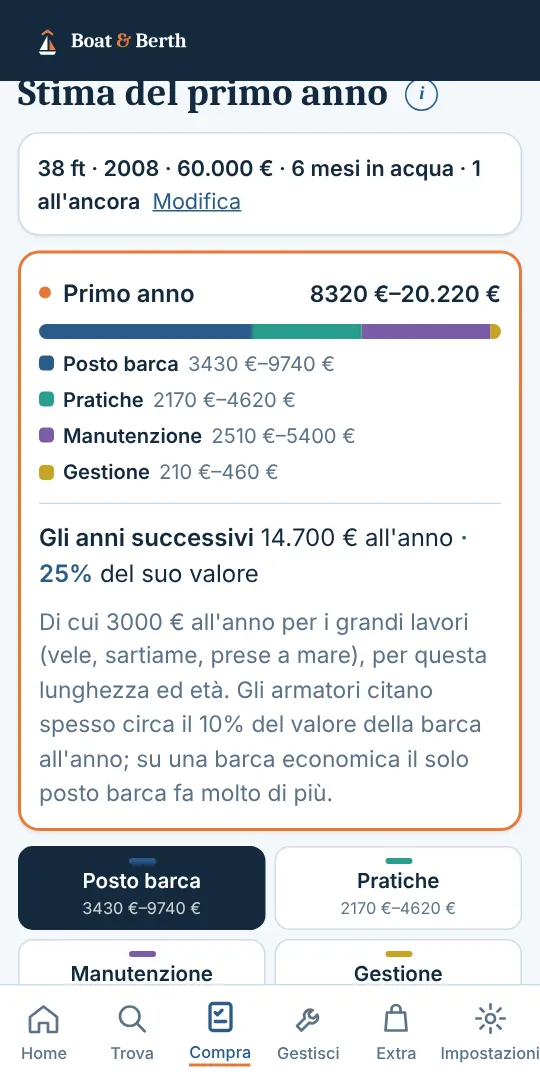 Boat & Berth
Stima del primo anno i
38 ft · 2008 · 60.000 € · 6 mesi in acqua · 1
all'ancora Modifica
Primo anno 8320 €–20.220 €
Posto barca 3430 €–9740 €
Pratiche 2170 €–4620 €
Manutenzione 2510 €–5400 €
Gestione 210 €–460 €
Gli anni successivi 14.700 € all'anno ·
25% del suo valore
Di cui 3000 € all'anno per i grandi lavori
(vele, sartiame, prese a mare), per questa
lunghezza ed età. Gli armatori citano
spesso circa il 10% del valore della barca
all'anno; su una barca economica il solo
posto barca fa molto di più.
Posto barca Pratiche
3430 €–9740 € 2170 €–4620 €
Manutenzione Gestione
Home Trova Compra Gestisci Extra Impostazioni